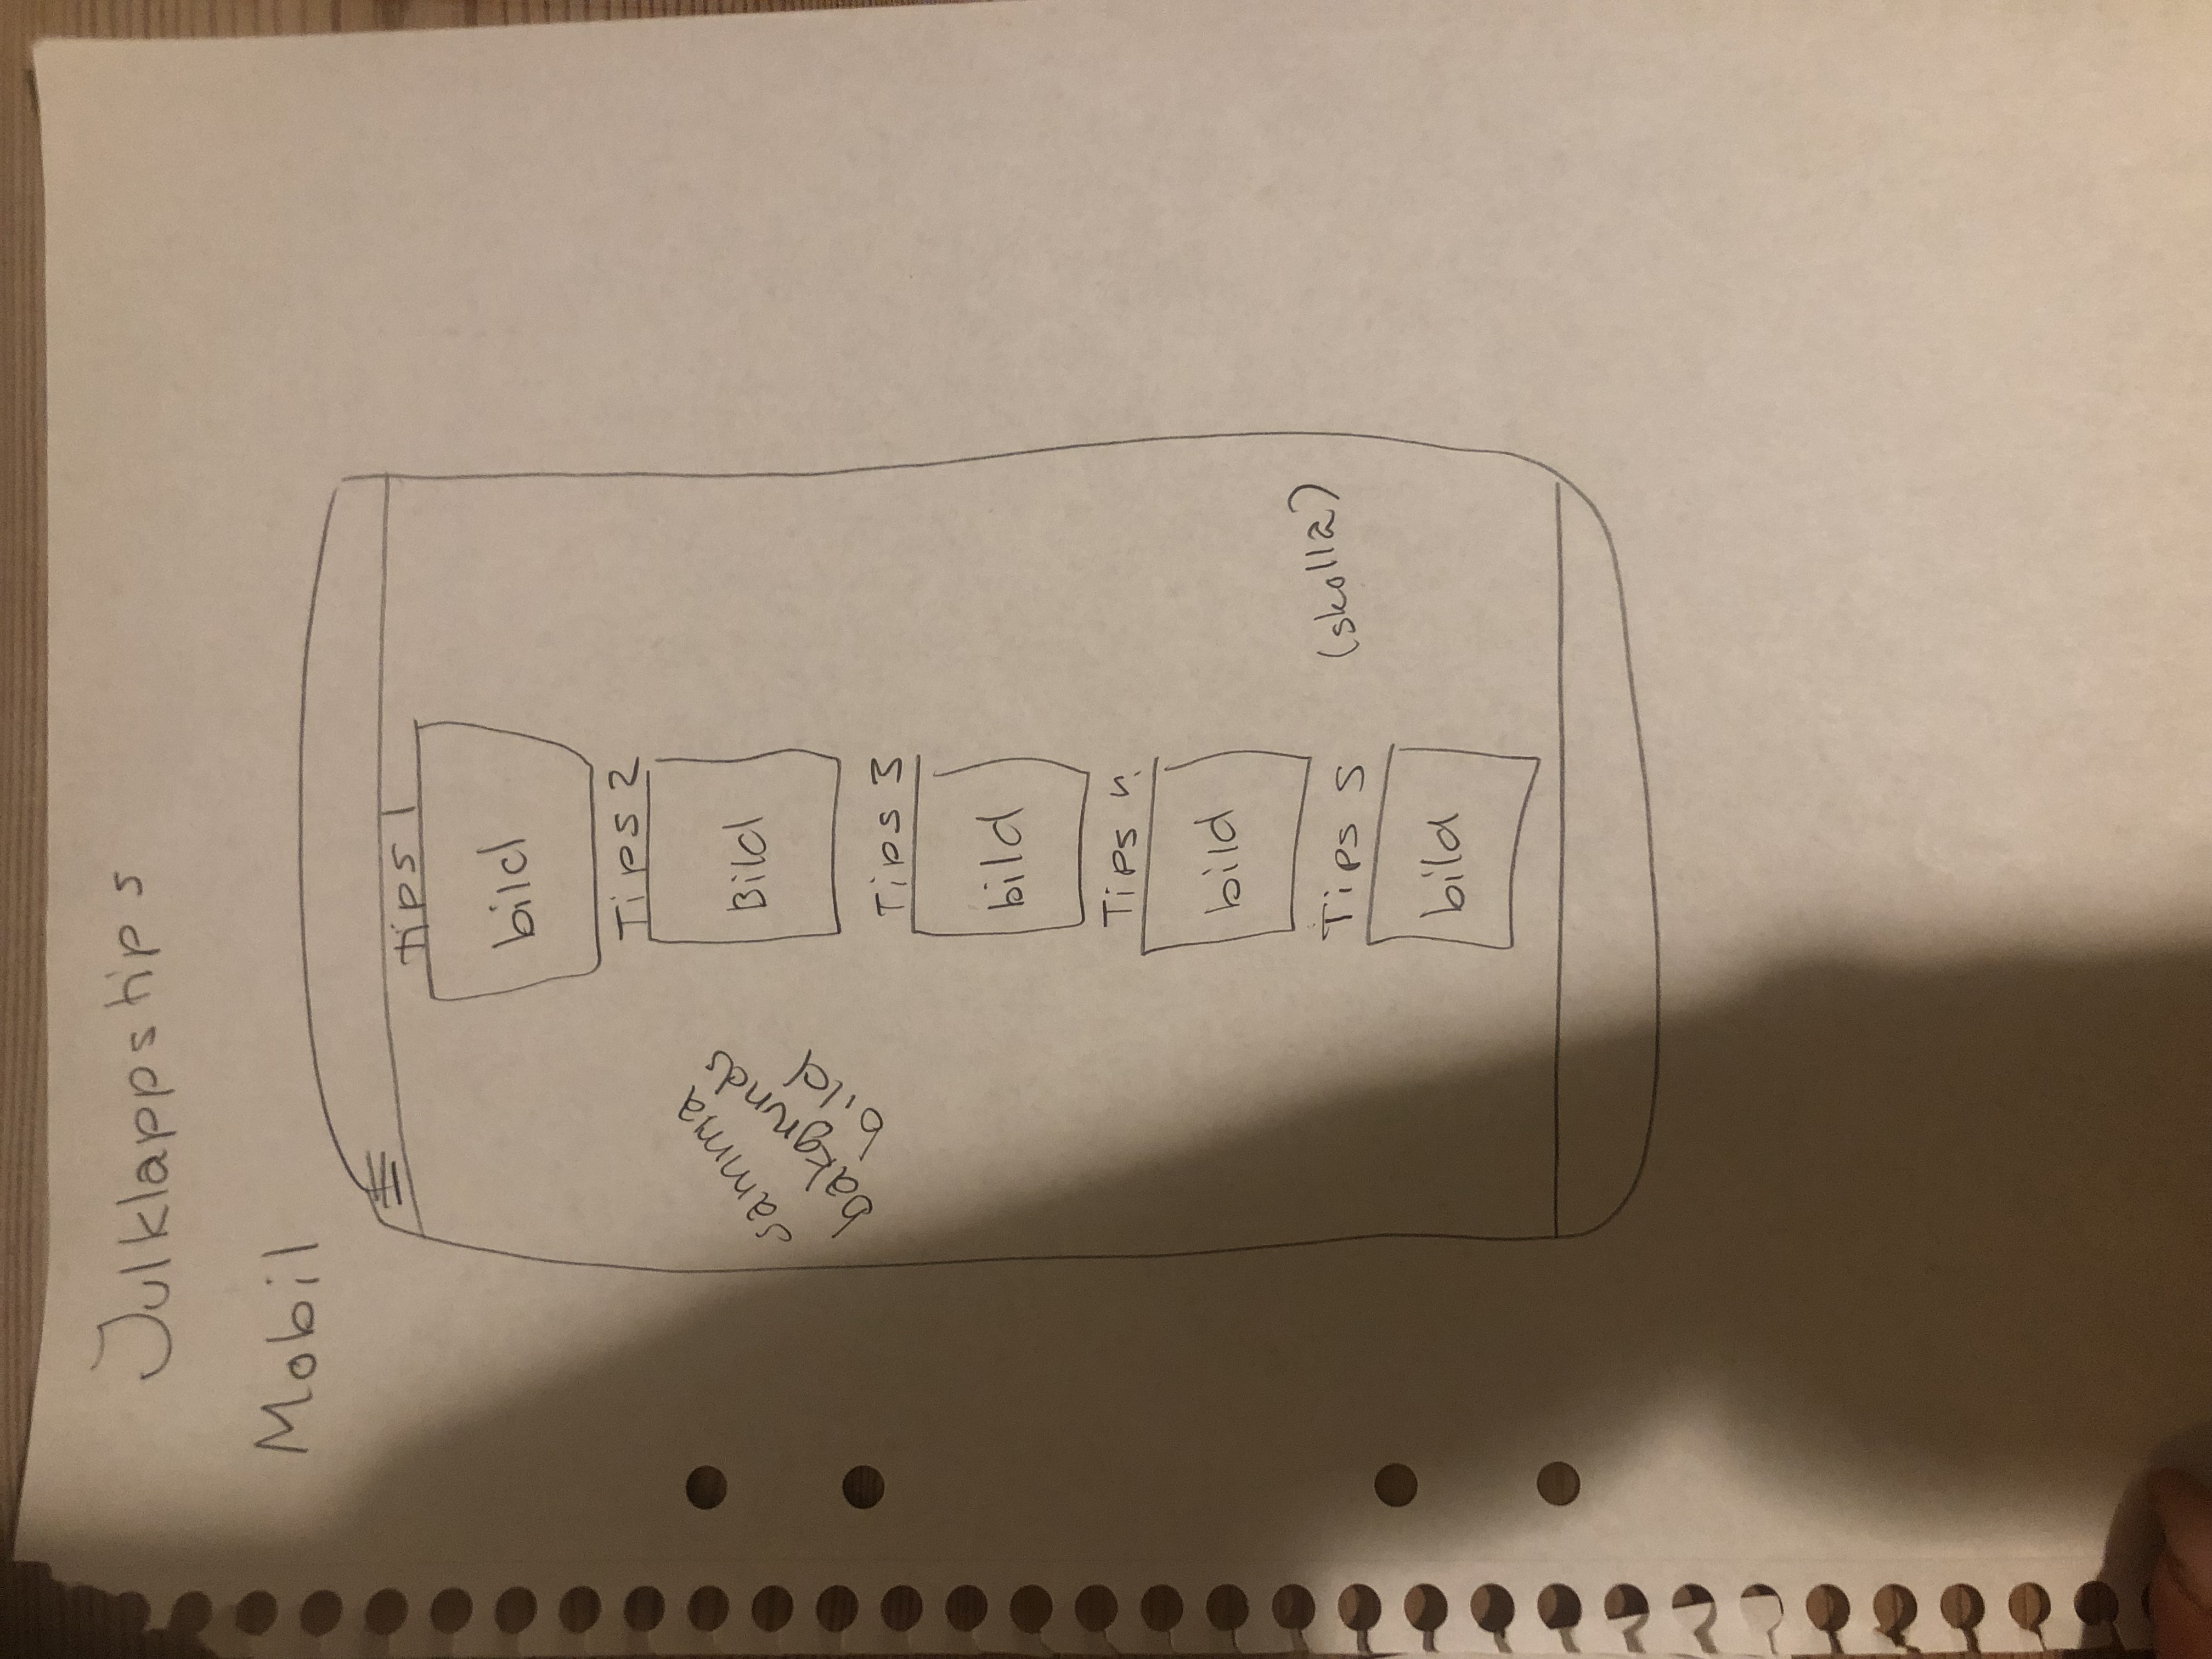 Julklappstips
Mobil
Tips 1
bild
Tips 2
Bild
samma
bakgrunds
bild
Tips 3
bild
Tips 4
bild
Tips 5
(skolla)
bild